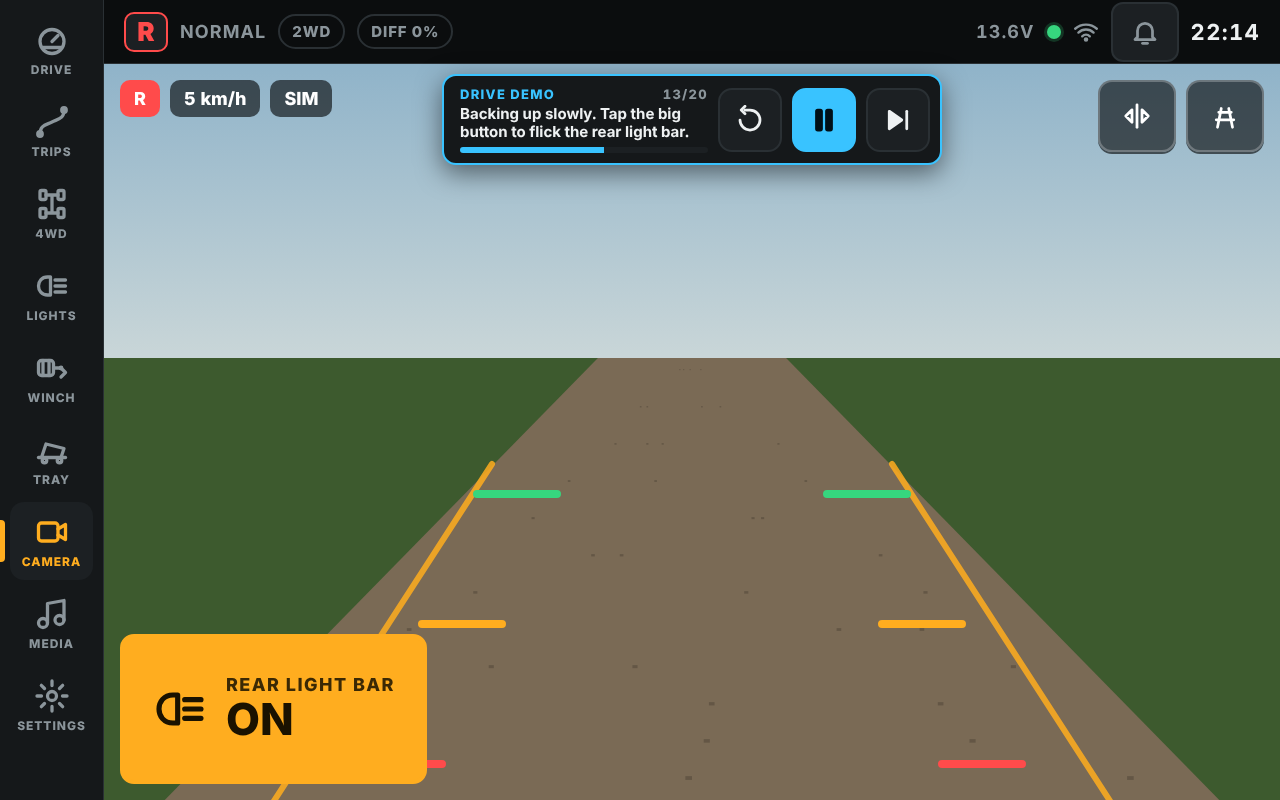 R NORMAL 2WD DIFF 0% 13.6V 22:14
R 5 km/h SIM
DRIVE DEMO 13/20
Backing up slowly. Tap the big
button to flick the rear light bar.
DRIVE
TRIPS
4WD
LIGHTS
WINCH
TRAY
CAMERA
MEDIA
SETTINGS
REAR LIGHT BAR
ON